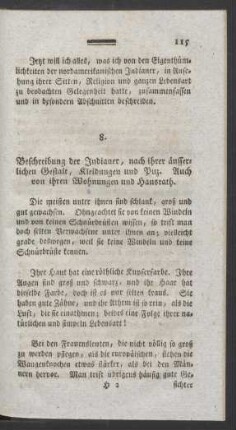 115
Jetzt will ich alles, was ich von den Eigenthüm-
lichkeiten der nordamerikanischen Indianer, in Anse-
hung ihrer Sitten, Religion und ganzen Lebensart
zu beobachten Gelegenheit hatte, zusammenfassen
und in besondern Abschnitten beschreiben.
8.
Beschreibung der Indianer, nach ihrer äusser-
lichen Gestalt, Kleidungen und Putz. Auch
von ihren Wohnungen und Hausrath.
Die meisten unter ihnen sind schlank, groß und
gut gewachsen. Ohngeachtet sie von keinen Windeln
und von keinen Schnürbrüsten wissen, so trift man
doch selten Verwachsene unter ihnen an; vielleicht
grade deswegen, weil sie keine Windeln und keine
Schnürbrüste kennen.
Ihre Haut hat eine röthliche Kupferfarbe. Ihre
Augen sind groß und schwarz, und ihr Haar hat
dieselbe Farbe, doch ist es nur selten kraus. Sie
haben gute Zähne, und ihr Athem ist so rein, als die
Luft, die sie einathmen; beides eine Folge ihrer na-
türlichen und simpeln Lebensart!
Bei den Frauensleuten, die nicht völlig so groß
zu werden pflegen, als die europäischen, stehen die
Wangenknochen etwas stärker, als bei den Män-
nern hervor. Man trift übrigens häufig gute Ge-
H 2
sichter